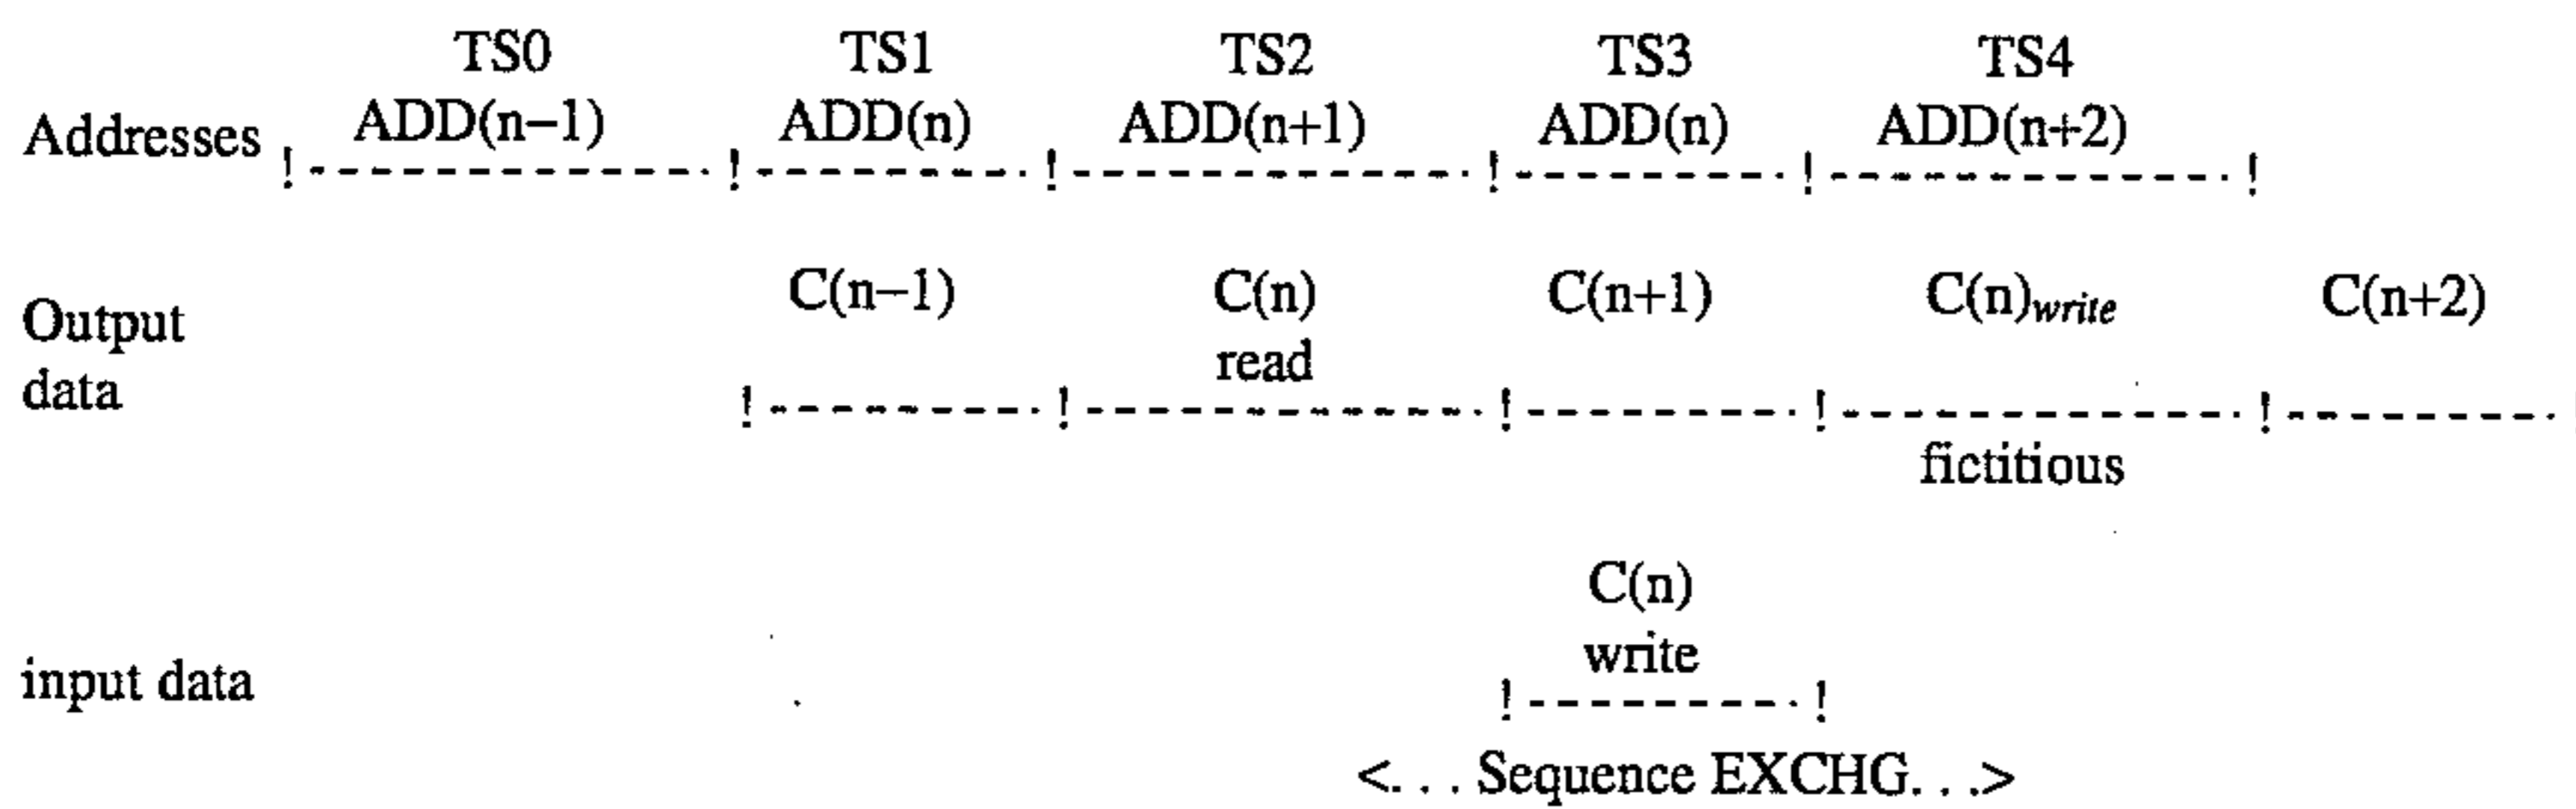 TS0 TS1 TS2 TS3 TS4
Addresses ADD(n–1) ADD(n) ADD(n+1) ADD(n) ADD(n+2)
! - - - - - - - - - - - - - - ! - - - - - - - - - ! - - - - - - - - - - - - - - ! - - - - - - - - - ! - - - - - - - - - - - - - - !
C(n–1) C(n) C(n+1) C(n)write C(n+2)
Output
read
data
! - - - - - - - - - ! - - - - - - - - - - - - - - ! - - - - - - - - - ! - - - - - - - - - - - - - - ! - - - - - - - - - !
fictitious
C(n)
write
input data
! - - - - - - - - - !
<. . . Sequence EXCHG. . .>